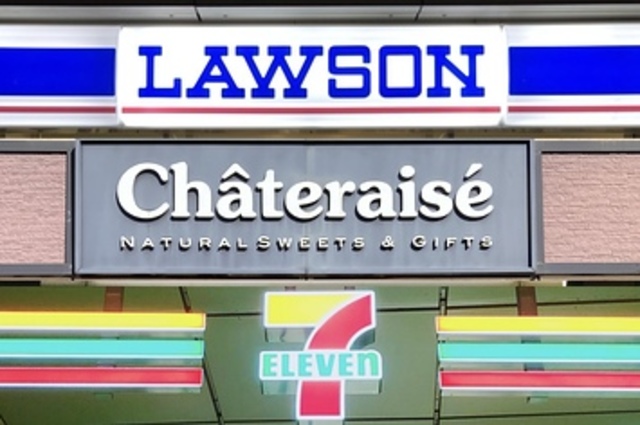 LAWSON
Châteraisé
NATURAL SWEETS & GIFTS
7
ELEVEn